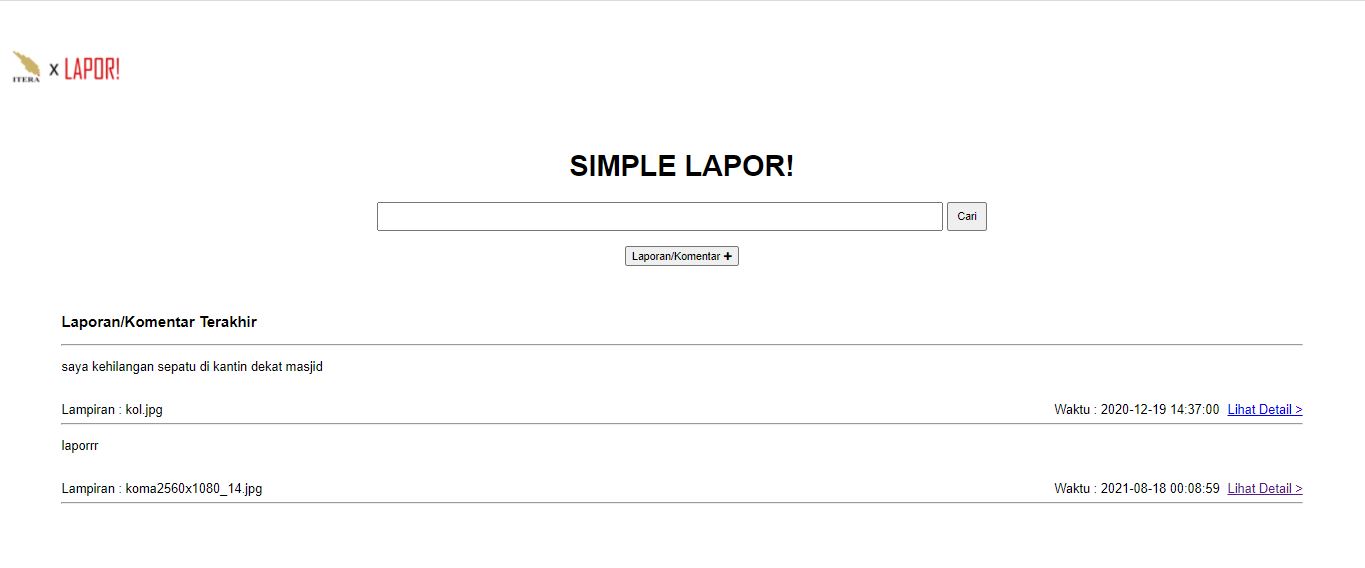 ITERA x LAPOR!
SIMPLE LAPOR!
Cari
Laporan/Komentar +
Laporan/Komentar Terakhir
saya kehilangan sepatu di kantin dekat masjid
Lampiran : kol.jpg Waktu : 2020-12-19 14:37:00 Lihat Detail >
laporrr
Lampiran : koma2560x1080_14.jpg Waktu : 2021-08-18 00:08:59 Lihat Detail >